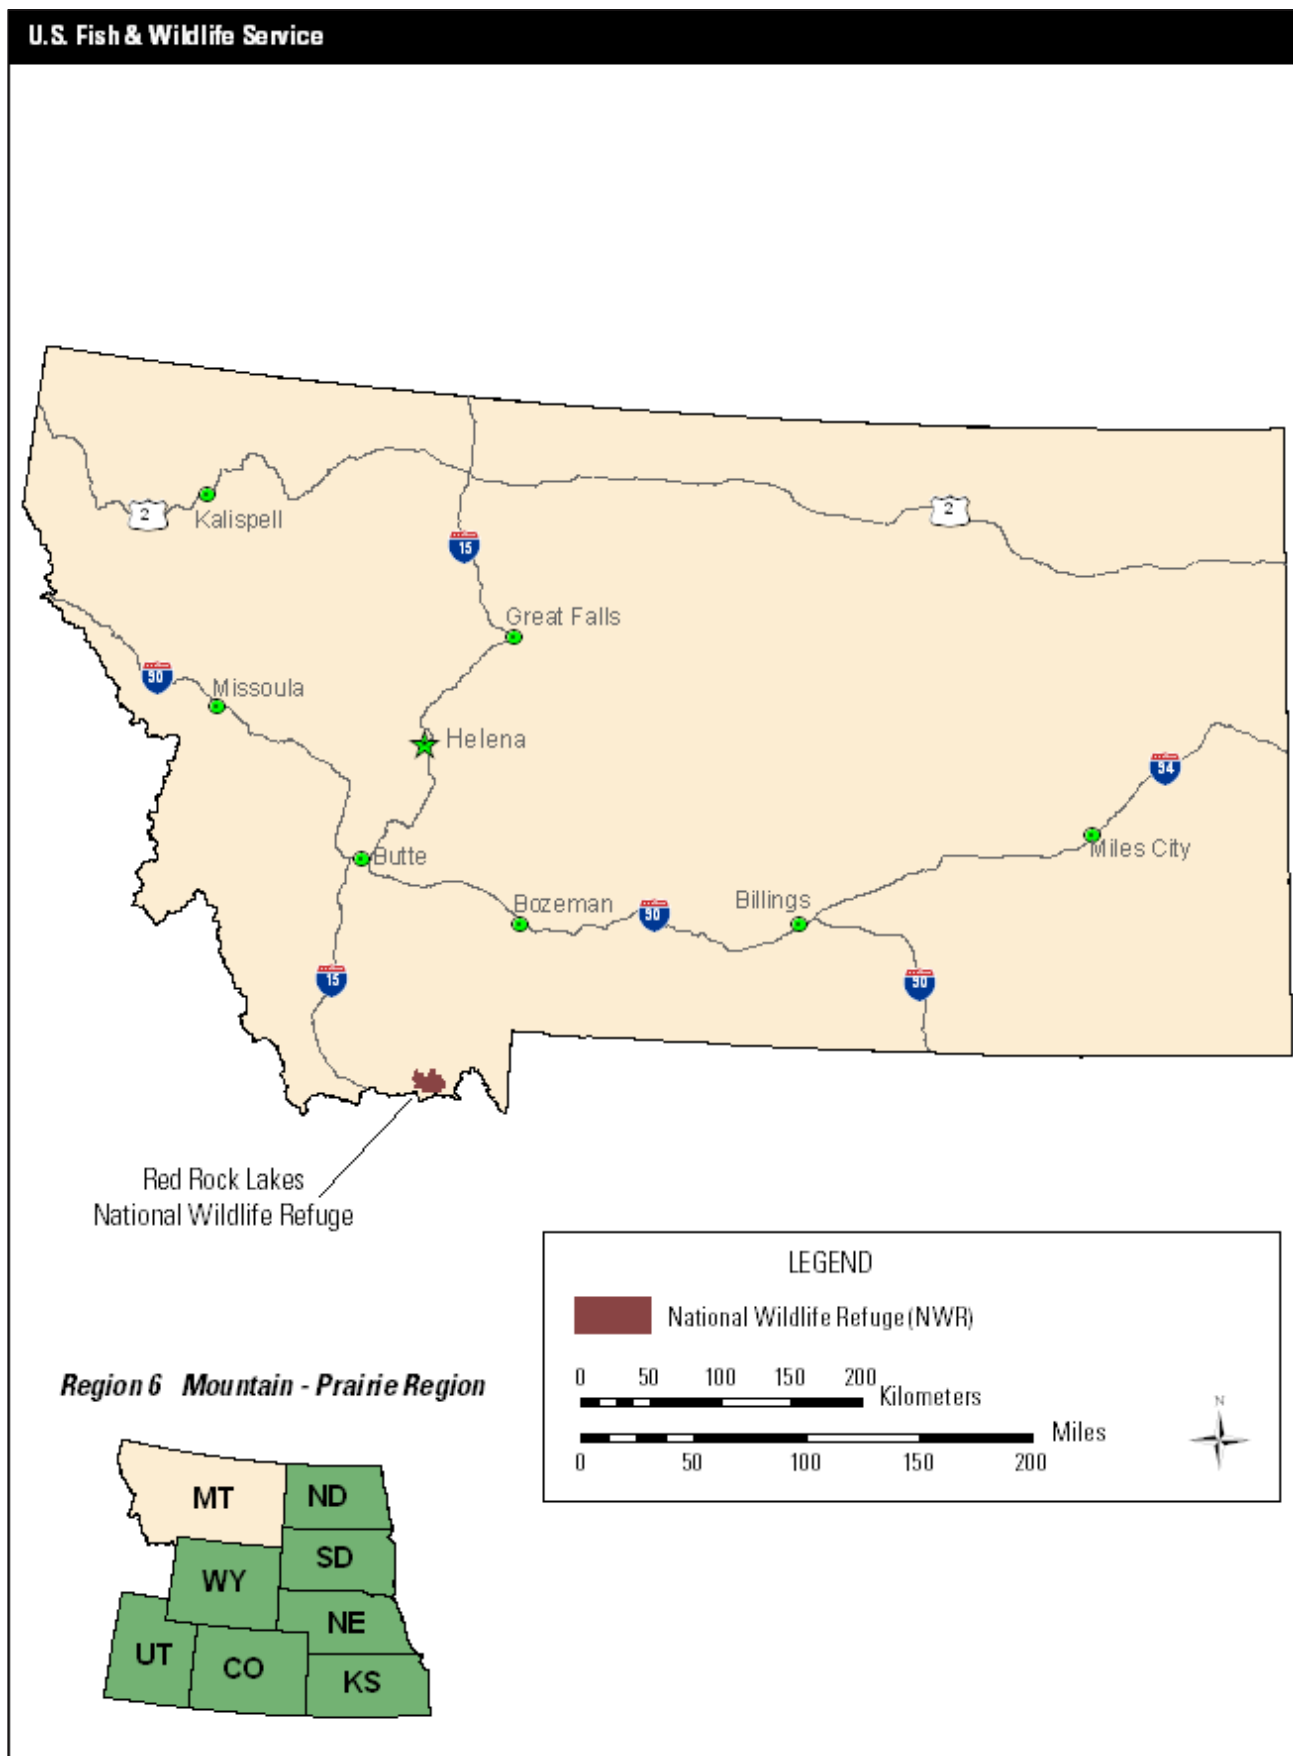 U.S. Fish & Wildlife Service
2
Kalispell
15
2
Great Falls
90
Missoula
Helena
94
Butte
Miles City
Bozeman
90
Billings
15
90
Red Rock Lakes
National Wildlife Refuge
LEGEND
National Wildlife Refuge (NWR)
0 50 100 150 200
Kilometers
Miles
0 50 100 150 200
N
Region 6 Mountain - Prairie Region
MT
ND
SD
WY
NE
UT
CO
KS